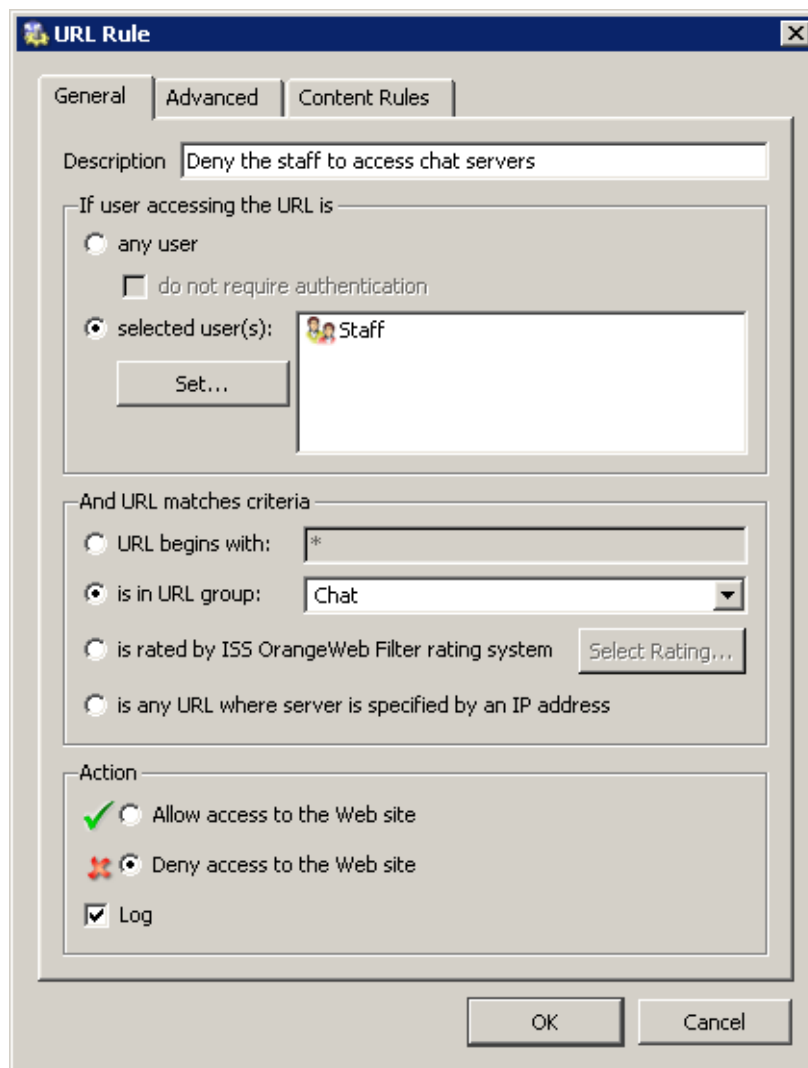 URL Rule
General Advanced Content Rules
Description Deny the staff to access chat servers
If user accessing the URL is
any user
do not require authentication
selected user(s): Staff
Set...
And URL matches criteria
URL begins with: *
is in URL group: Chat
is rated by ISS OrangeWeb Filter rating system Select Rating...
is any URL where server is specified by an IP address
Action
Allow access to the Web site
Deny access to the Web site
Log
OK Cancel